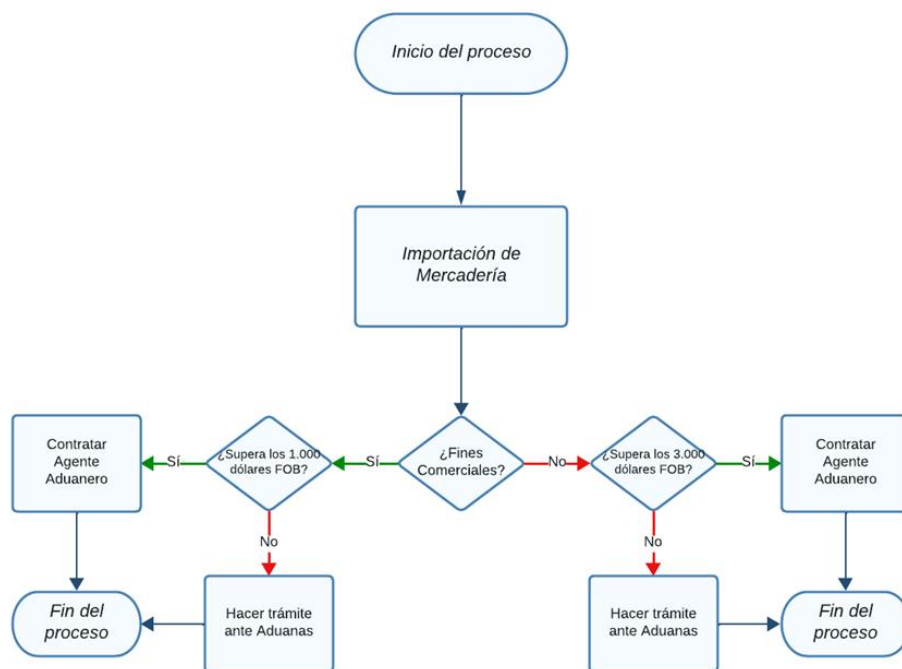 Inicio del proceso
Importación de
Mercadería
Contratar
Agente
Aduanero
Sí
¿Supera los 1.000
dólares FOB?
Sí
¿Fines
Comerciales?
No
¿Supera los 3.000
dólares FOB?
Sí
Contratar
Agente
Aduanero
No
No
Fin del
proceso
Hacer trámite
ante Aduanas
Hacer trámite
ante Aduanas
Fin del
proceso